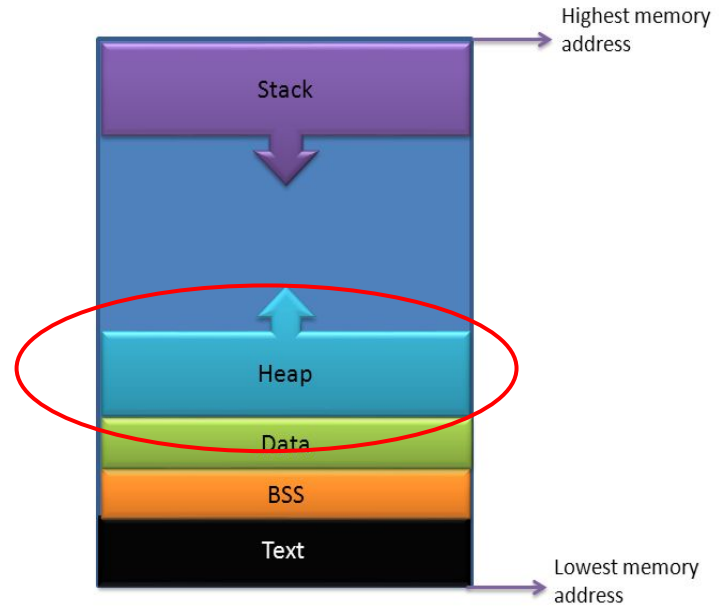 Highest memory
address
Stack
Heap
Data
BSS
Text
Lowest memory
address